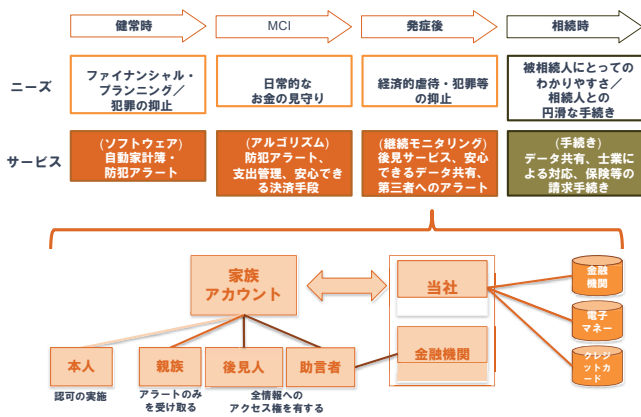 健常時
MCI
発症後
相続時
ニーズ
ファイナンシャル・
プランニング／
犯罪の抑止
日常的な
お金の見守り
経済的虐待・犯罪等
の抑止
被相続人にとっての
わかりやすさ／
相続人との
円滑な手続き
サービス
(ソフトウェア)
自動家計簿・
防犯アラート
(アルゴリズム)
防犯アラート、
支出管理、安心でき
る決済手段
(継続モニタリング)
後見サービス、安心
できるデータ共有、
第三者へのアラート
(手続き)
データ共有、士業に
よる対応、保険等の
請求手続き
家族
アカウント
当社
金融
機関
電子
マネー
クレジ
ットカ
ード
本人
親族
後見人
助言者
金融機関
認可の実施
アラートのみ
を受け取る
全情報への
アクセス権を有する